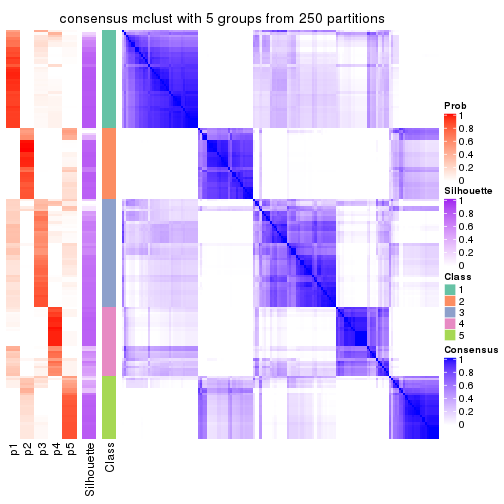 consensus mclust with 5 groups from 250 partitions
Prob
1
0.8
0.6
0.4
0.2
0
Silhouette
1
0.8
0.6
0.4
0.2
0
Class
1
2
3
4
5
Consensus
1
0.8
0.6
0.4
0.2
0
p1
p2
p3
p4
p5
Silhouette
Class